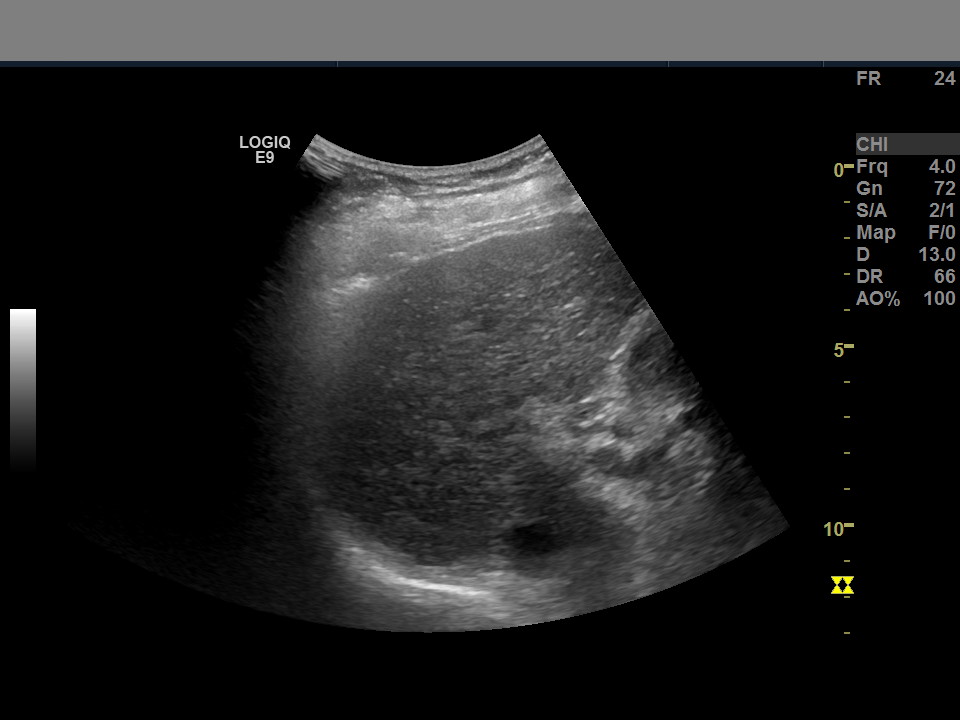 LOGIQ
E9
FR 24
CHI
Frq 4.0
Gn 72
S/A 2/1
Map F/0
D 13.0
DR 66
AO% 100
0
5
10